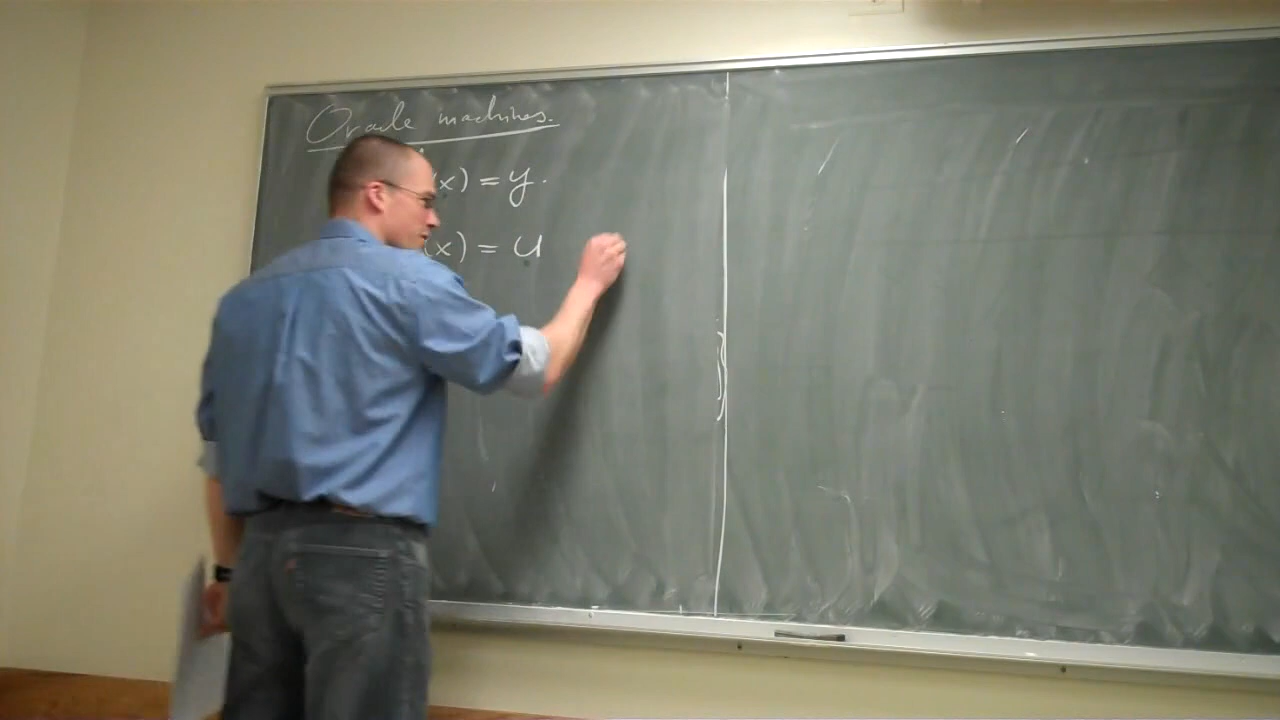 Oracle machines.
(x) = y.
(x) = u